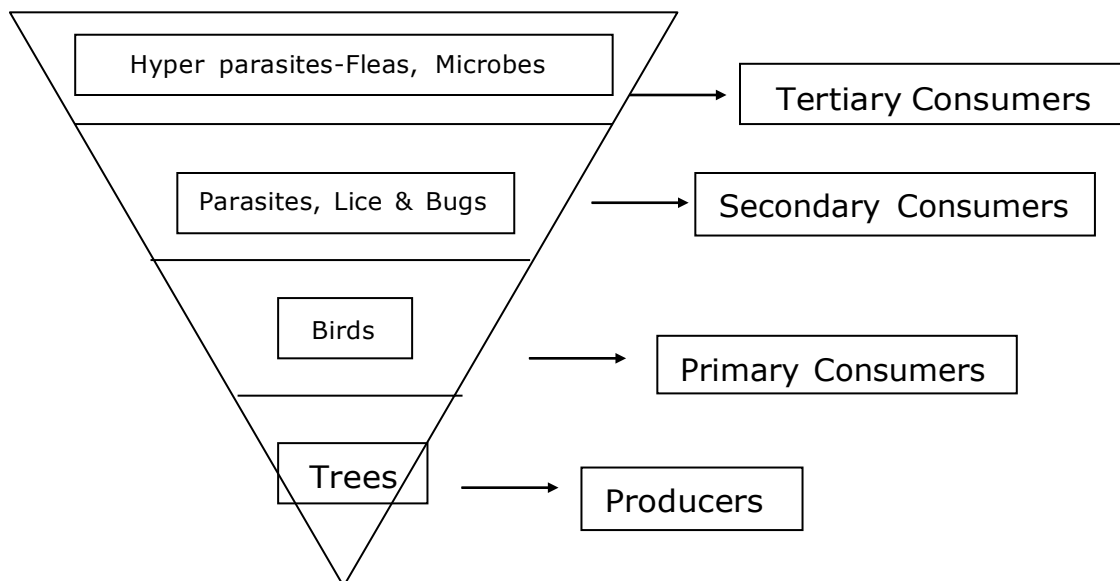 Hyper parasites-Fleas, Microbes
Tertiary Consumers
Parasites, Lice & Bugs
Secondary Consumers
Birds
Primary Consumers
Trees
Producers